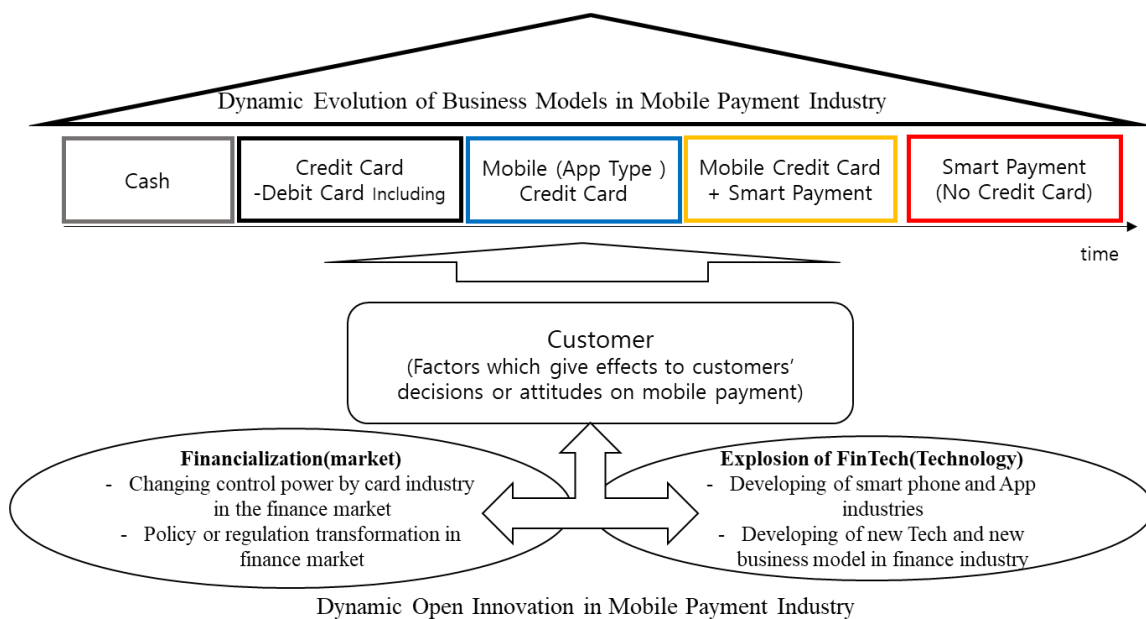 Dynamic Evolution of Business Models in Mobile Payment Industry
Cash
Credit Card
-Debit Card Including
Mobile (App Type )
Credit Card
Mobile Credit Card
+ Smart Payment
Smart Payment
(No Credit Card)
time
Customer
(Factors which give effects to customers’
decisions or attitudes on mobile payment)
Financialization(market)
- Changing control power by card industry
in the finance market
- Policy or regulation transformation in
finance market
Explosion of FinTech(Technology)
- Developing of smart phone and App
industries
- Developing of new Tech and new
business model in finance industry
Dynamic Open Innovation in Mobile Payment Industry